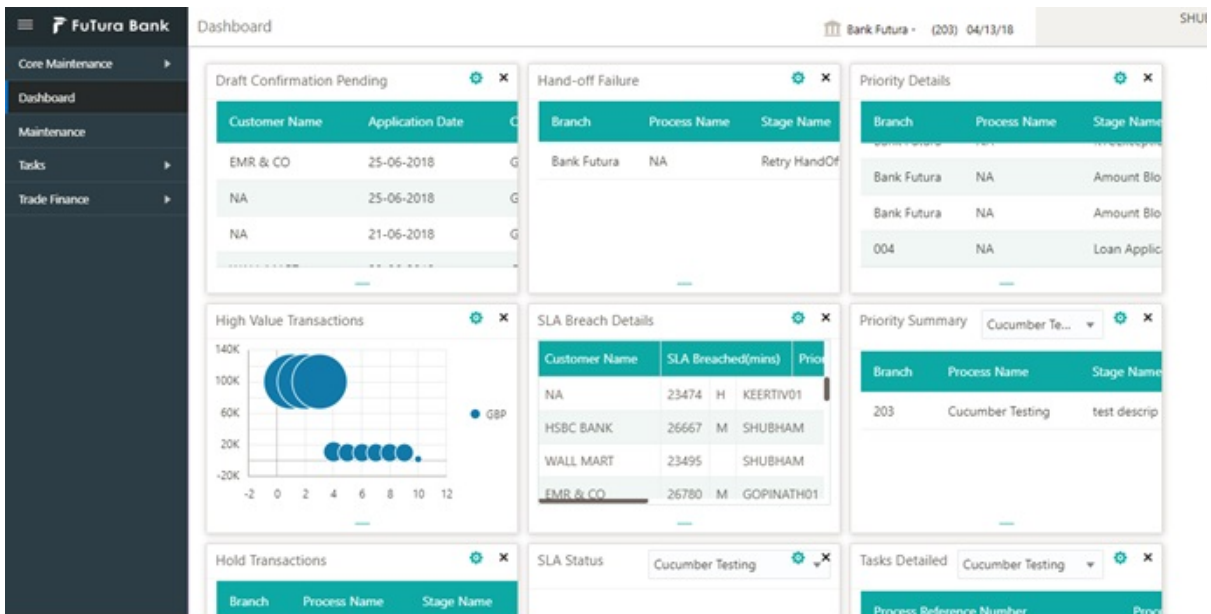 FuTura Bank
Dashboard
Bank Futura - (203) 04/13/18
Core Maintenance
Dashboard
Maintenance
Tasks
Trade Finance
Draft Confirmation Pending
Customer Name Application Date
EMR & CO 25-06-2018
NA 25-06-2018
NA 21-06-2018
Hand-off Failure
Branch Process Name Stage Name
Bank Futura NA Retry HandOf
Priority Details
Branch Process Name Stage Name
Bank Futura NA Amount Blo
Bank Futura NA Amount Blo
004 NA Loan Applic
High Value Transactions
140K
100K
60K
20K
-20K
-2 0 2 4 6 8 10 12
GBP
SLA Breach Details
Customer Name SLA Breached(mins) Prior
NA 23474 H KEERTIV01
HSBC BANK 26667 M SHUBHAM
WALL MART 23495 SHUBHAM
EMR & CO 26780 M GOPINATH01
Priority Summary Cucumber Te...
Branch Process Name Stage Name
203 Cucumber Testing test descrip
Hold Transactions
Branch Process Name Stage Name
SLA Status Cucumber Testing
Tasks Detailed Cucumber Testing
Process Reference Number Proce